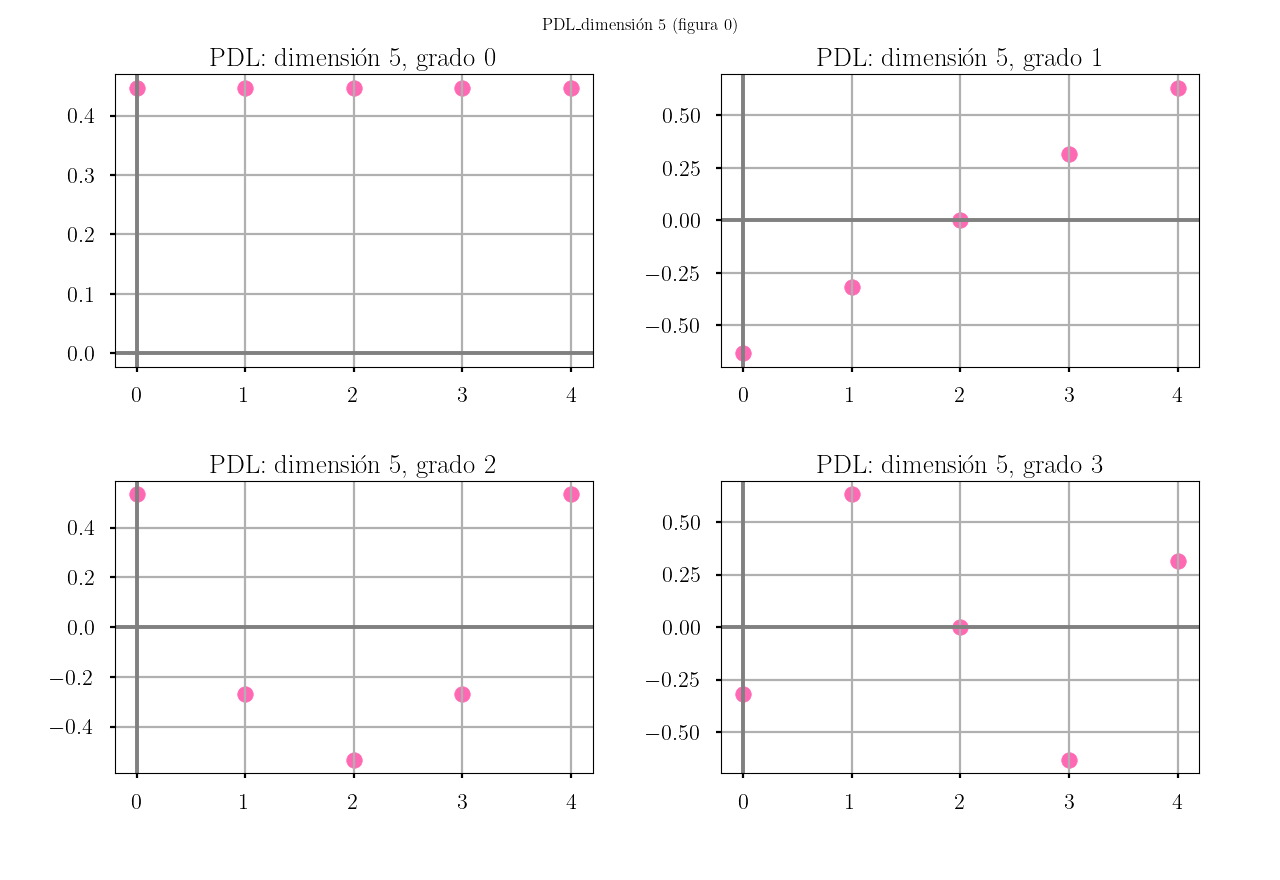 PDL_dimensión 5 (figura 0)
PDL: dimensión 5, grado 0
0.4
0.3
0.2
0.1
0.0
0 1 2 3 4
PDL: dimensión 5, grado 1
0.50
0.25
0.00
−0.25
−0.50
0 1 2 3 4
PDL: dimensión 5, grado 2
0.4
0.2
0.0
−0.2
−0.4
0 1 2 3 4
PDL: dimensión 5, grado 3
0.50
0.25
0.00
−0.25
−0.50
0 1 2 3 4